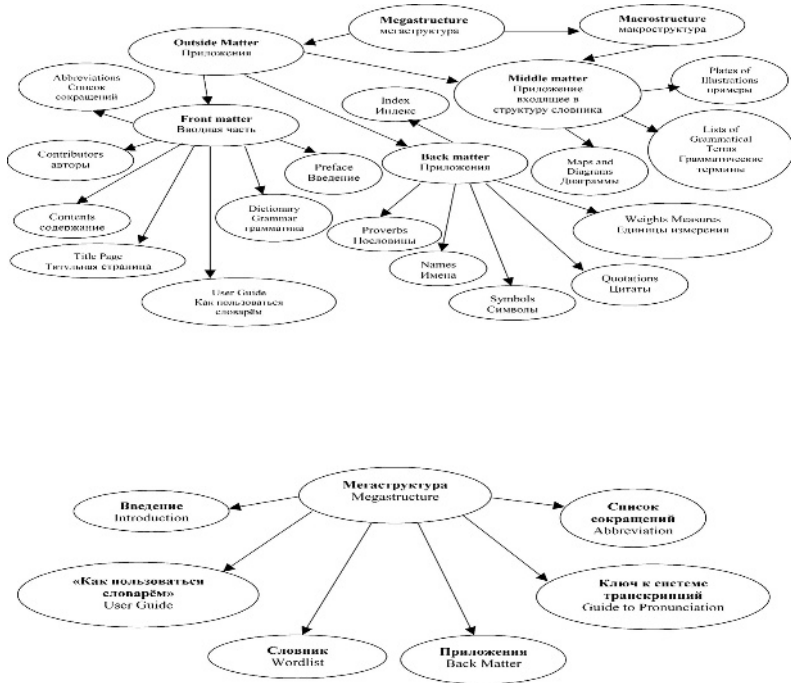 Megastructure
мегаструктура
Macrostructure
макроструктура
Outside Matter
Приложения
Abbreviations
Список
сокращений
Index
Индекс
Middle matter
Приложение
входящее в
структуру словника
Plates of
Illustrations
примеры
Front matter
Вводная часть
Lists of
Grammatical
Terms
Грамматические
термины
Contributors
авторы
Preface
Введение
Back matter
Приложения
Maps and
Diagrams
Диаграммы
Contents
содержание
Dictionary
Grammar
грамматика
Proverbs
Пословицы
Weights Measures
Единицы измерения
Title Page
Титульная страница
Names
Имена
Quotations
Цитаты
User Guide
Как пользоваться
словарём
Symbols
Символы
Мегаструктура
Megastructure
Введение
Introduction
Список
сокращений
Abbreviation
«Как пользоваться
словарём»
User Guide
Ключ к системе
транскрипций
Guide to Pronunciation
Словник
Wordlist
Приложения
Back Matter